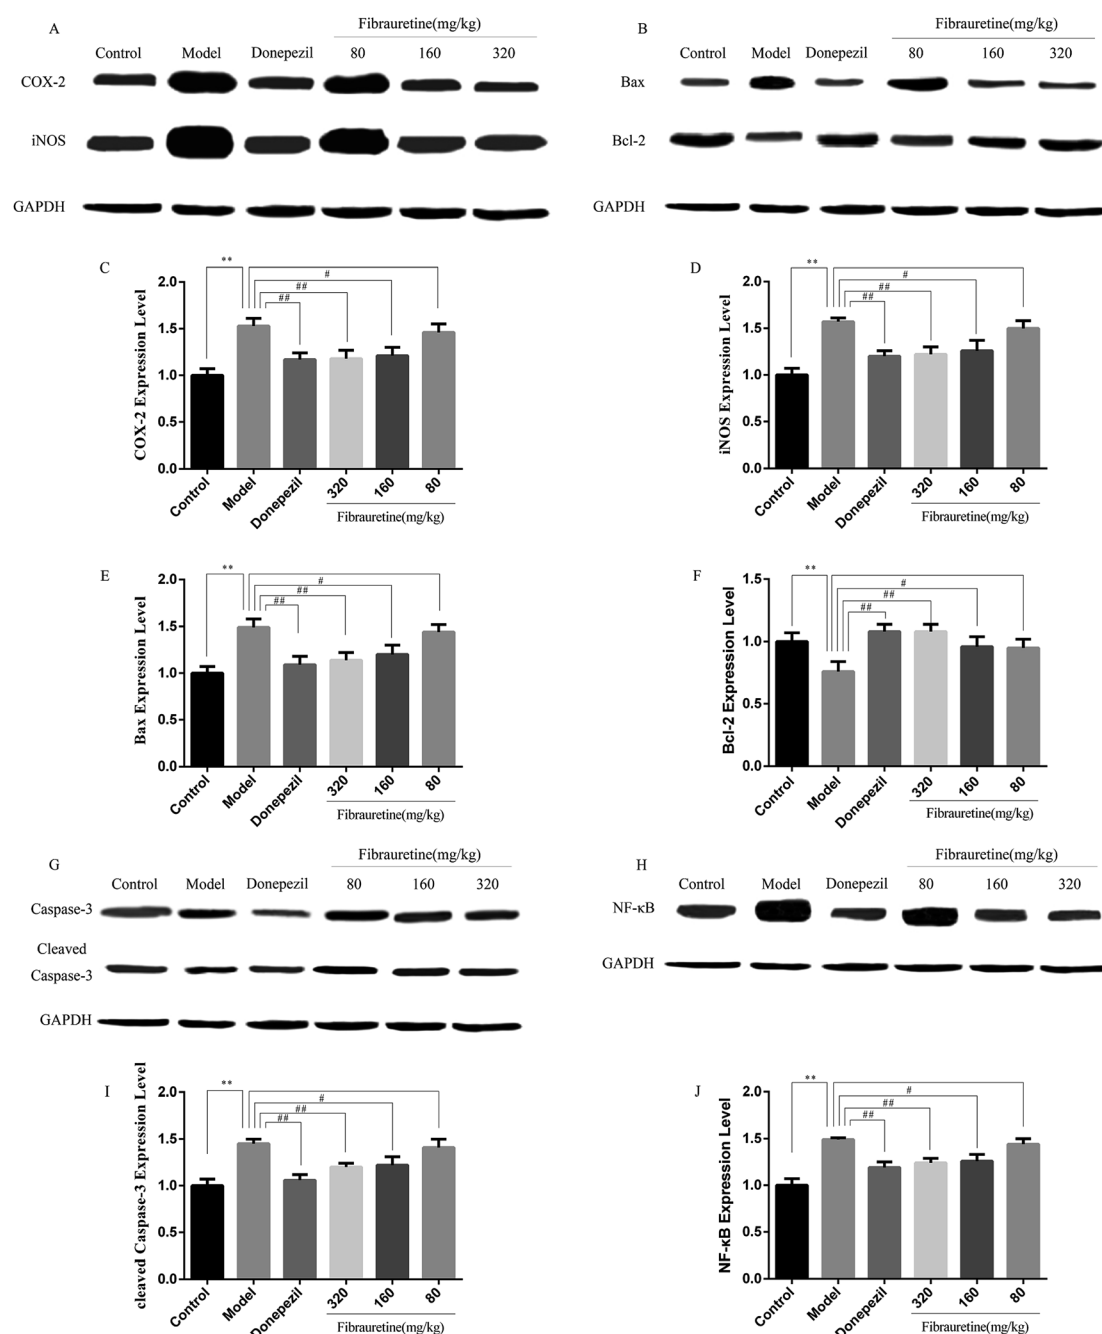 A
Fibrauretine(mg/kg)
Control Model Donepezil 80 160 320
COX-2
iNOS
GAPDH
B
Fibrauretine(mg/kg)
Control Model Donepezil 80 160 320
Bax
Bcl-2
GAPDH
C
COX-2 Expression Level
2.0
1.5
1.0
0.5
0.0
**
#
##
##
Control Model Donepezil 320 160 80
Fibrauretine(mg/kg)
D
iNOS Expression Level
2.0
1.5
1.0
0.5
0.0
**
#
##
##
Control Model Donepezil 320 160 80
Fibrauretine(mg/kg)
E
Bax Expression Level
2.0
1.5
1.0
0.5
0.0
**
#
##
##
Control Model Donepezil 320 160 80
Fibrauretine(mg/kg)
F
Bcl-2 Expression Level
1.5
1.0
0.5
0.0
**
#
##
##
Control Model Donepezil 320 160 80
Fibrauretine(mg/kg)
G
Fibrauretine(mg/kg)
Control Model Donepezil 80 160 320
Caspase-3
Cleaved
Caspase-3
GAPDH
H
Fibrauretine(mg/kg)
Control Model Donepezil 80 160 320
NF-κB
GAPDH
I
cleaved Caspase-3 Expression Level
2.0
1.5
1.0
0.5
0.0
**
#
##
##
Control Model Donepezil 320 160 80
Fibrauretine(mg/kg)
J
NF-κB Expression Level
2.0
1.5
1.0
0.5
0.0
**
#
##
##
Control Model Donepezil 320 160 80
Fibrauretine(mg/kg)